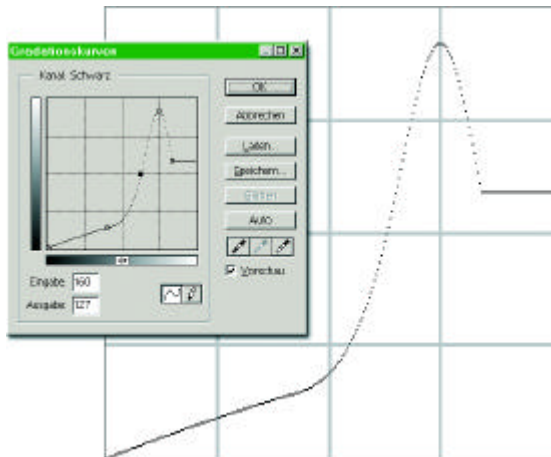 Gradationskurven
Kanal: Schwarz
OK
Abbrechen
Laden...
Speichern...
Glätten
Auto
Vorschau
Eingabe: 160
Ausgabe: 127